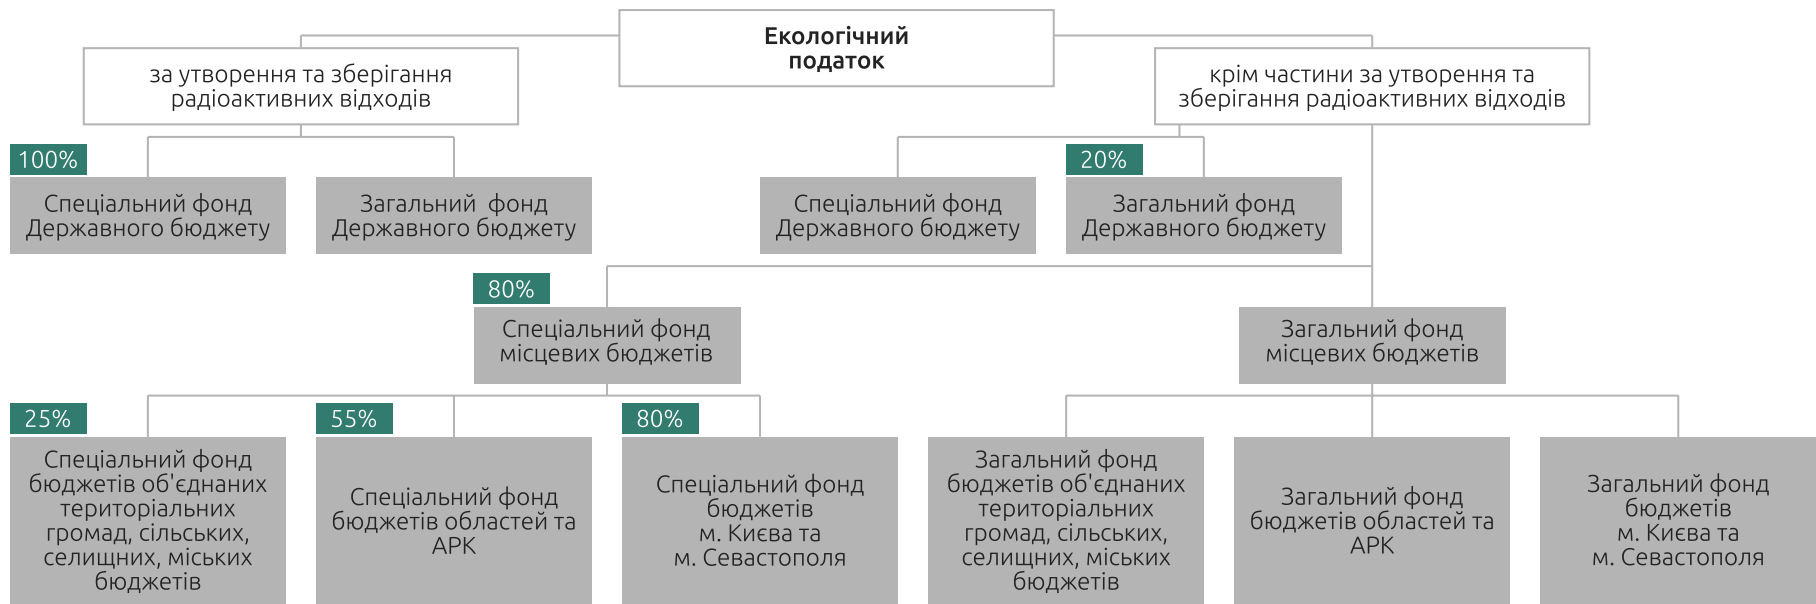 Екологічний
податок
за утворення та зберігання
радіоактивних відходів
крім частини за утворення та
зберігання радіоактивних відходів
100%
Спеціальний фонд
Державного бюджету
Загальний фонд
Державного бюджету
Спеціальний фонд
Державного бюджету
20%
Загальний фонд
Державного бюджету
80%
Спеціальний фонд
місцевих бюджетів
Загальний фонд
місцевих бюджетів
25%
Спеціальний фонд
бюджетів об'єднаних
територіальних
громад, сільських,
селищних, міських
бюджетів
55%
Спеціальний фонд
бюджетів областей та
АРК
80%
Спеціальний фонд
бюджетів
м. Києва та
м. Севастополя
Загальний фонд
бюджетів об'єднаних
територіальних
громад, сільських,
селищних, міських
бюджетів
Загальний фонд
бюджетів областей та
АРК
Загальний фонд
бюджетів
м. Києва та
м. Севастополя